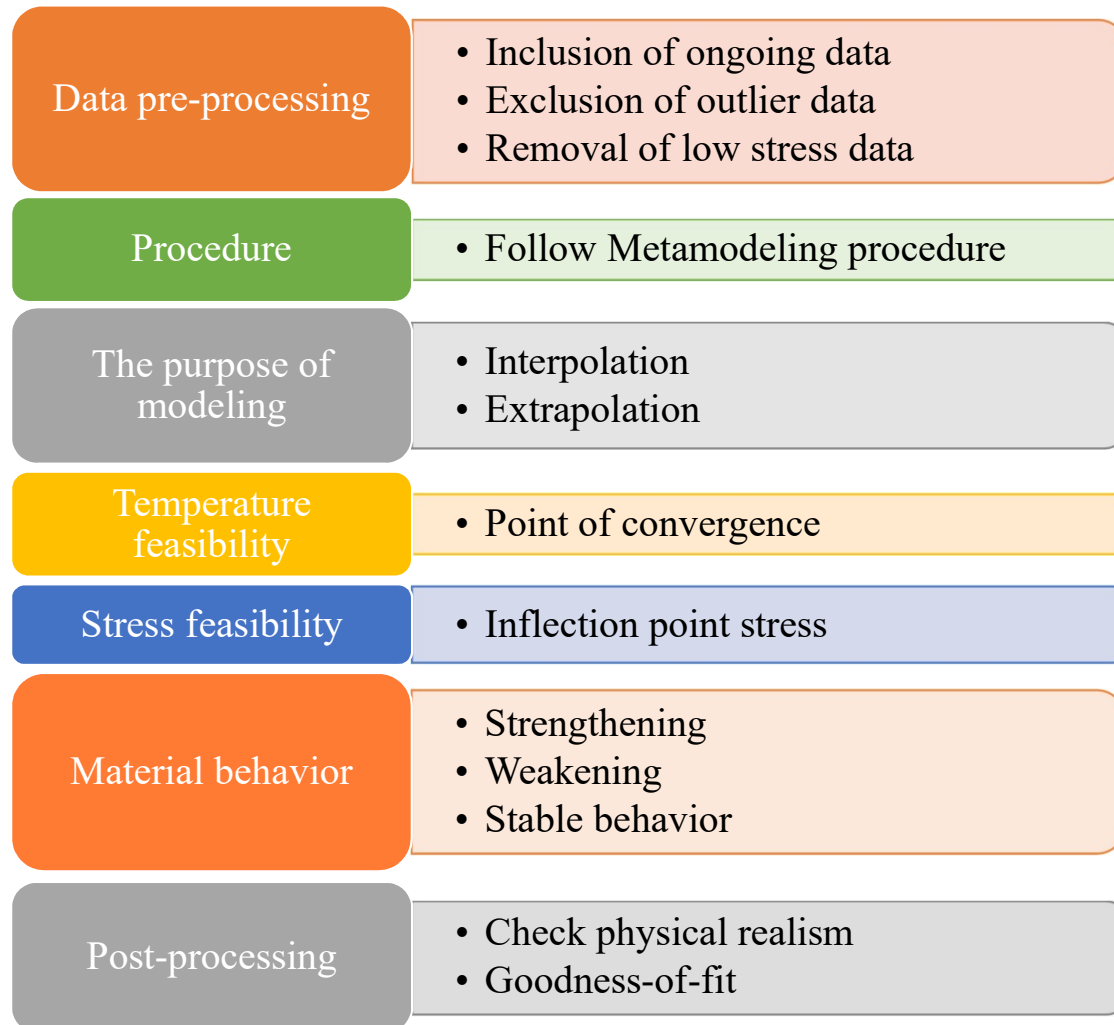 Data pre-processing
• Inclusion of ongoing data
• Exclusion of outlier data
• Removal of low stress data
Procedure
• Follow Metamodeling procedure
The purpose of
modeling
• Interpolation
• Extrapolation
Temperature
feasibility
• Point of convergence
Stress feasibility
• Inflection point stress
Material behavior
• Strengthening
• Weakening
• Stable behavior
Post-processing
• Check physical realism
• Goodness-of-fit